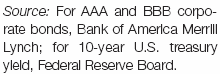 Source: For AAA and BBB corpo-
rate bonds, Bank of America Merrill
Lynch; for 10-year U.S. treasury
yield, Federal Reserve Board.